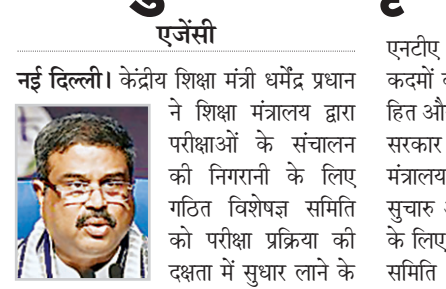 एजेंसी
नई दिल्ली। केंद्रीय शिक्षा मंत्री धर्मेंद्र प्रधान
ने शिक्षा मंत्रालय द्वारा
परीक्षाओं के संचालन
की निगरानी के लिए
गठित विशेषज्ञ समिति
को परीक्षा प्रक्रिया की
दक्षता में सुधार लाने के
एनटीए
कदमों
हित औ
सरकार
मंत्रालय
सुचारु
के लिए
समिति